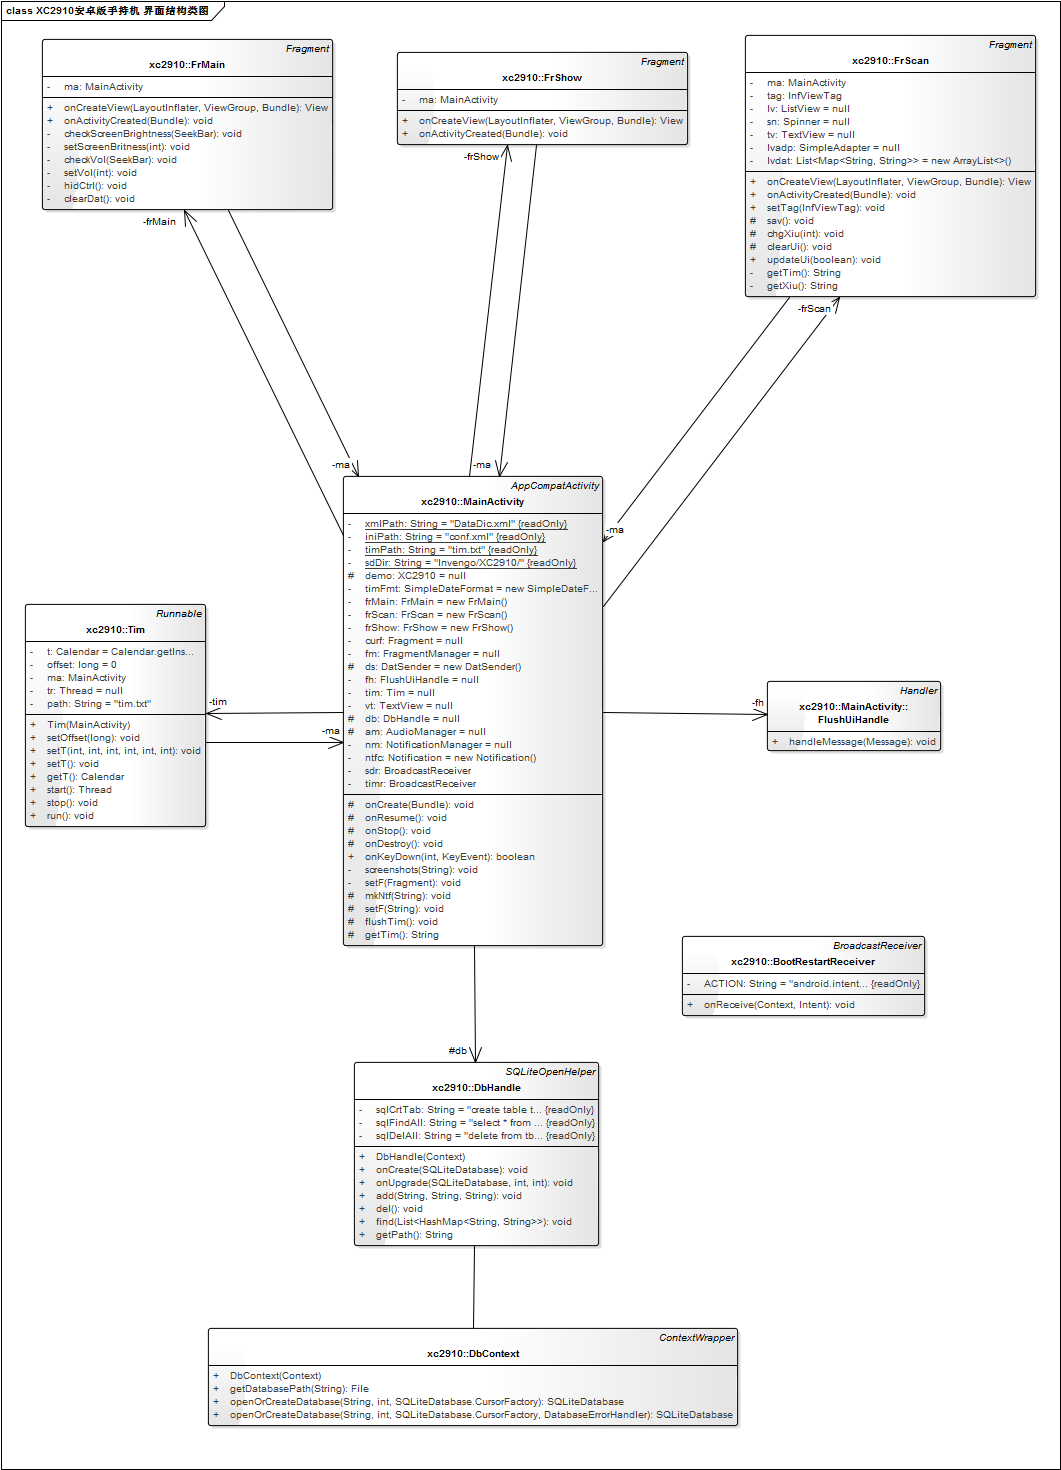 class XC2910安卓版手持机 界面结构类图
Fragment
xc2910::FrMain
- ma: MainActivity
+ onCreateView(LayoutInflater, ViewGroup, Bundle): View
+ onActivityCreated(Bundle): void
- checkScreenBrightness(SeekBar): void
- setScreenBritness(int): void
- checkVol(SeekBar): void
- setVol(int): void
- hidCtrl(): void
- clearDat(): void
Fragment
xc2910::FrShow
- ma: MainActivity
+ onCreateView(LayoutInflater, ViewGroup, Bundle): View
+ onActivityCreated(Bundle): void
Fragment
xc2910::FrScan
- ma: MainActivity
- tag: InfViewTag
- lv: ListView = null
- sn: Spinner = null
- tv: TextView = null
- lvadp: SimpleAdapter = null
- lvdat: List<Map<String, String>> = new ArrayList<>()
+ onCreateView(LayoutInflater, ViewGroup, Bundle): View
+ onActivityCreated(Bundle): void
+ setTag(InfViewTag): void
# sav(): void
# chgXiu(int): void
# clearUi(): void
+ updateUi(boolean): void
- getTim(): String
- getXiu(): String
-frMain
-frShow
-frScan
-ma
-ma
-ma
AppCompatActivity
xc2910::MainActivity
- xmlPath: String = "DataDic.xml" {readOnly}
- iniPath: String = "conf.xml" {readOnly}
- timPath: String = "tim.txt" {readOnly}
- sdDir: String = "Invengo/XC2910/" {readOnly}
# demo: XC2910 = null
- timFmt: SimpleDateFormat = new SimpleDateF...
- frMain: FrMain = new FrMain()
- frScan: FrScan = new FrScan()
- frShow: FrShow = new FrShow()
- curf: Fragment = null
- fm: FragmentManager = null
# ds: DatSender = new DatSender()
- fh: FlushUiHandle = null
- tim: Tim = null
- vt: TextView = null
# db: DbHandle = null
# am: AudioManager = null
- nm: NotificationManager = null
- ntfc: Notification = new Notification()
- sdr: BroadcastReceiver
- timr: BroadcastReceiver
# onCreate(Bundle): void
# onResume(): void
# onStop(): void
# onDestroy(): void
+ onKeyDown(int, KeyEvent): boolean
- screenshots(String): void
- setF(Fragment): void
# mkNtf(String): void
# setF(String): void
# flushTim(): void
# getTim(): String
Runnable
xc2910::Tim
- t: Calendar = Calendar.getIns...
- offset: long = 0
- ma: MainActivity
- tr: Thread = null
- path: String = "tim.txt"
+ Tim(MainActivity)
+ setOffset(long): void
+ setT(int, int, int, int, int, int): void
+ setT(): void
+ getT(): Calendar
+ start(): Thread
+ stop(): void
+ run(): void
-tim
-ma
-fh
Handler
xc2910::MainActivity::
FlushUiHandle
+ handleMessage(Message): void
BroadcastReceiver
xc2910::BootRestartReceiver
- ACTION: String = "android.intent... {readOnly}
+ onReceive(Context, Intent): void
#db
SQLiteOpenHelper
xc2910::DbHandle
- sqlCrtTab: String = "create table t... {readOnly}
- sqlFindAll: String = "select * from ... {readOnly}
- sqlDelAll: String = "delete from tb... {readOnly}
+ DbHandle(Context)
+ onCreate(SQLiteDatabase): void
+ onUpgrade(SQLiteDatabase, int, int): void
+ add(String, String, String): void
+ del(): void
+ find(List<HashMap<String, String>>): void
+ getPath(): String
ContextWrapper
xc2910::DbContext
+ DbContext(Context)
+ getDatabasePath(String): File
+ openOrCreateDatabase(String, int, SQLiteDatabase.CursorFactory): SQLiteDatabase
+ openOrCreateDatabase(String, int, SQLiteDatabase.CursorFactory, DatabaseErrorHandler): SQLiteDatabase